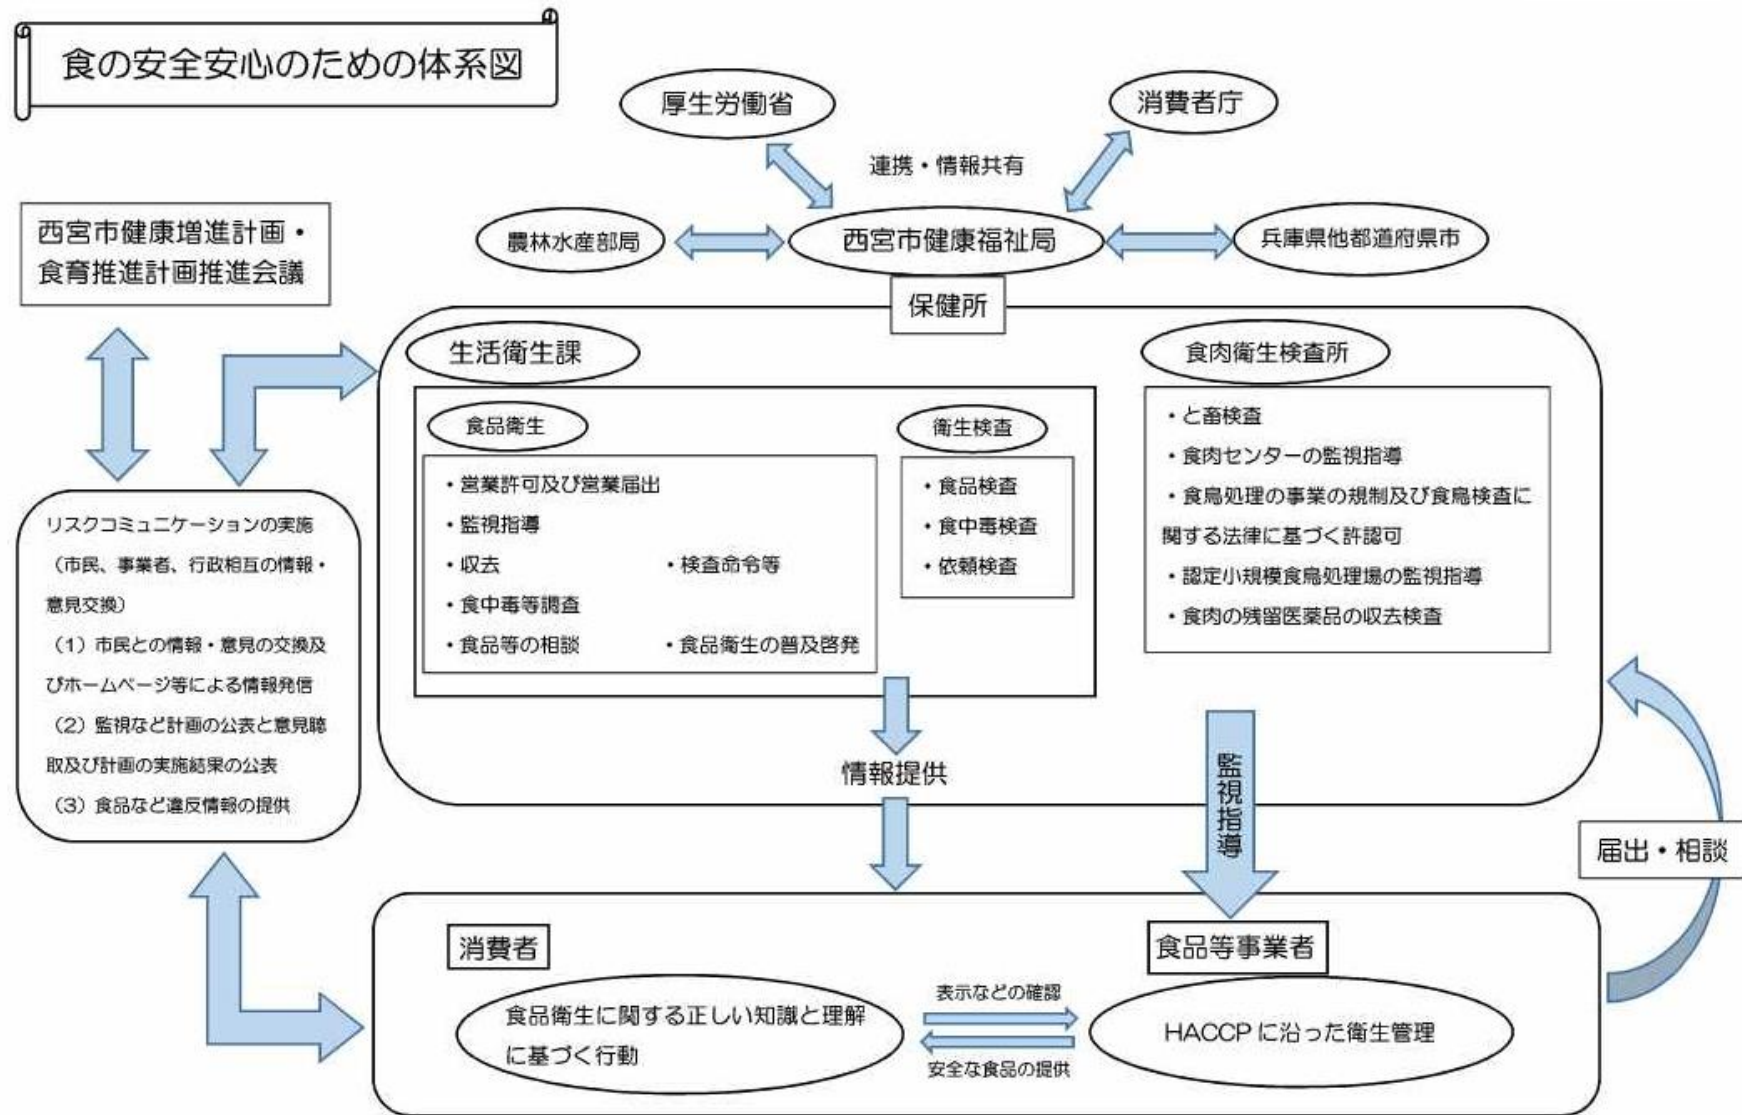 食の安全安心のための体系図
厚生労働省
消費者庁
連携・情報共有
農林水産部局
西宮市健康福祉局
兵庫県他都道府県市
西宮市健康増進計画・
食育推進計画推進会議
保健所
生活衛生課
食肉衛生検査所
食品衛生
・営業許可及び営業届出
・監視指導
・収去
・検査命令等
・食中毒等調査
・食品等の相談
・食品衛生の普及啓発
衛生検査
・食品検査
・食中毒検査
・依頼検査
・と畜検査
・食肉センターの監視指導
・食鳥処理の事業の規制及び食鳥検査に
関する法律に基づく許認可
・認定小規模食鳥処理場の監視指導
・食肉の残留医薬品の収去検査
リスクコミュニケーションの実施
（市民、事業者、行政相互の情報・
意見交換）
（1）市民との情報・意見の交換及
びホームページ等による情報発信
（2）監視など計画の公表と意見聴
取及び計画の実施結果の公表
（3）食品など違反情報の提供
情報提供
監視指導
届出・相談
消費者
食品衛生に関する正しい知識と理解
に基づく行動
表示などの確認
安全な食品の提供
食品等事業者
HACCPに沿った衛生管理